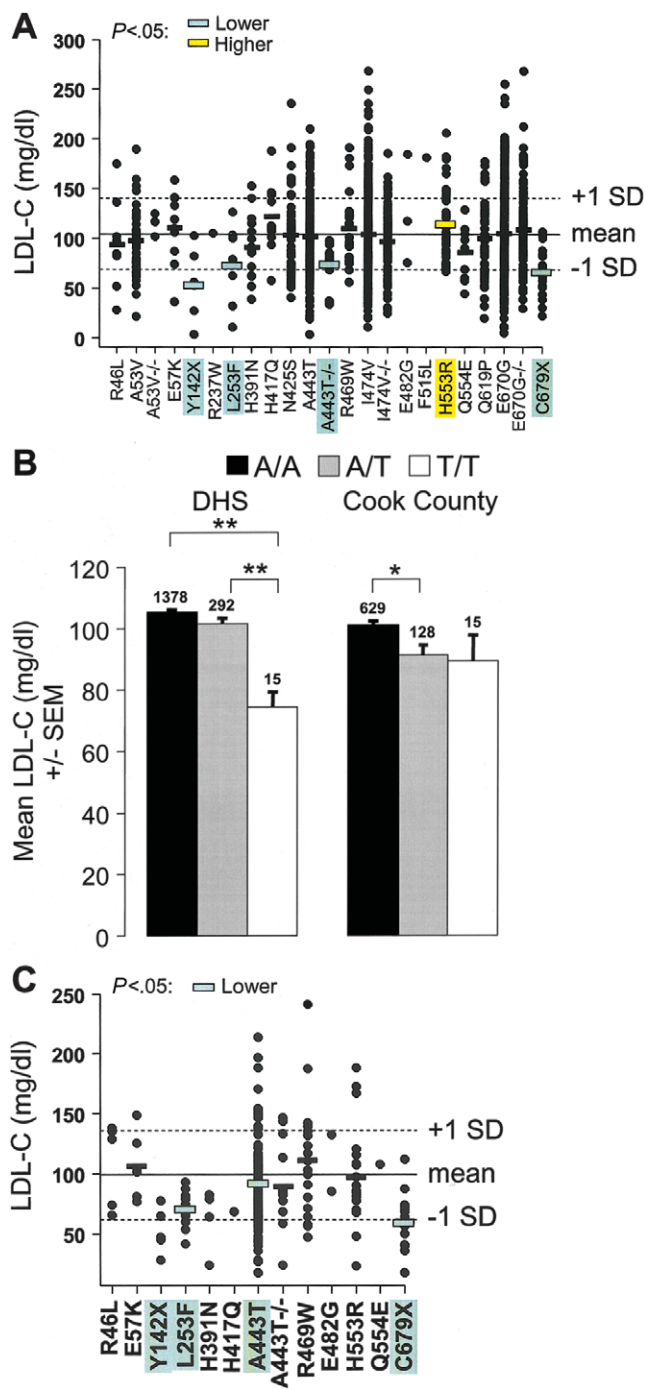 A
P<.05:
Lower
Higher
LDL-C (mg/dl)
300
250
200
150
100
50
0
+1 SD
mean
-1 SD
R46L
A53V
A53V-/-
E57K
Y142X
R237W
L253F
H391N
H417Q
N425S
A443T
A443T-/-
R469W
I474V
I474V-/-
E482G
F515L
H553R
Q554E
Q619P
E670G
E670G-/-
C679X
B
A/A A/T T/T
DHS Cook County
Mean LDL-C (mg/dl)
+/- SEM
120
100
80
60
40
20
0
**
**
1378
292
15
*
629
128
15
C
P<.05: Lower
LDL-C (mg/dl)
250
200
150
100
50
+1 SD
mean
-1 SD
R46L
E57K
Y142X
L253F
H391N
H417Q
A443T
A443T-/-
R469W
E482G
H553R
Q554E
C679X